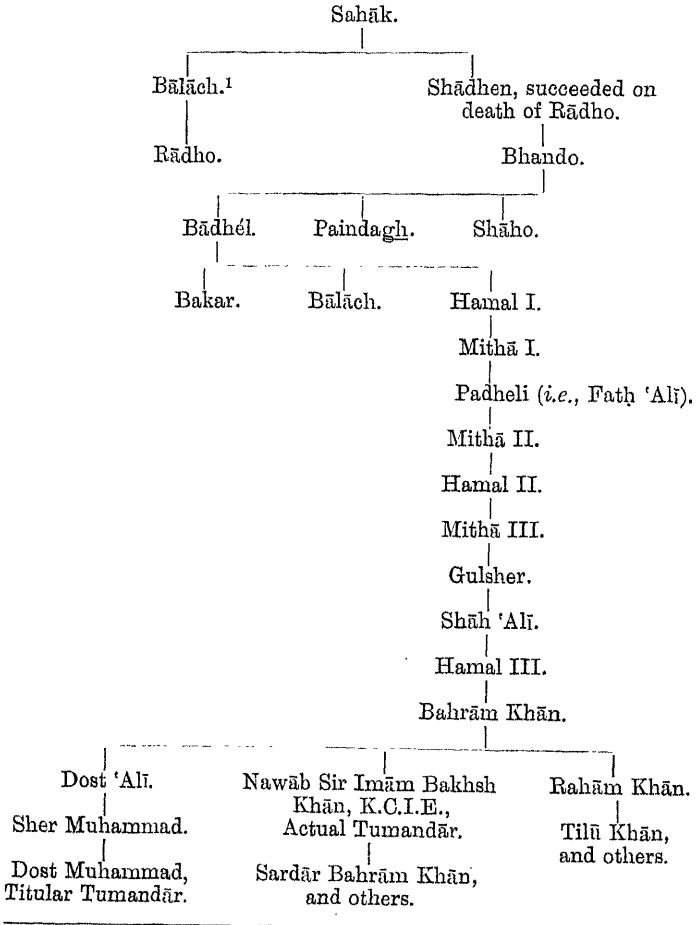 Sahāk.
Bālāch.¹
Shādhen, succeeded on
death of Rādho.
Rādho.
Bhando.
Bādhél. Paindagh. Shāho.
Bakar. Bālāch. Hamal I.
Mithā I.
Padheli (i.e., Fatḥ ‘Alī).
Mithā II.
Hamal II.
Mithā III.
Gulsher.
Shāh ‘Alī.
Hamal III.
Bahrām Khān.
Dost ‘Alī.
Nawāb Sir Imām Bakhsh
Khān, K.C.I.E.,
Actual Tumandār.
Rahām Khān.
Sher Muhammad.
Tilū Khān,
and others.
Dost Muhammad,
Titular Tumandār.
Sardār Bahrām Khān,
and others.